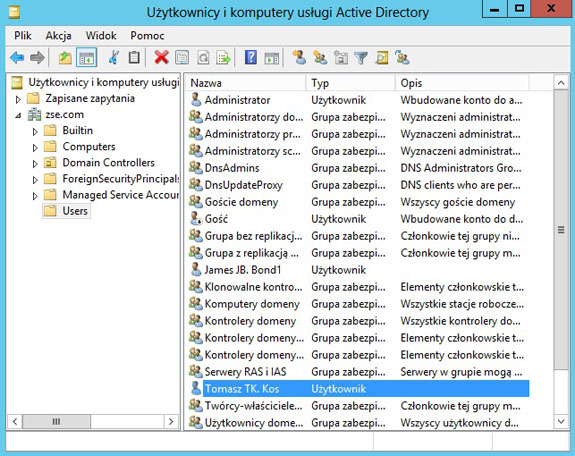 Użytkownicy i komputery usługi Active Directory
Plik Akcja Widok Pomoc
Użytkownicy i komputery usługi
Zapisane zapytania
zse.com
Builtin
Computers
Domain Controllers
ForeignSecurityPrincipals
Managed Service Accou
Users
Nazwa Typ Opis
Administrator Użytkownik Wbudowane konto do a...
Administratorzy do... Grupa zabezpi... Wyznaczeni administrat...
Administratorzy pr... Grupa zabezpi... Wyznaczeni administrat...
Administratorzy sc... Grupa zabezpi... Wyznaczeni administrat...
DnsAdmins Grupa zabezpi... DNS Administrators Gro...
DnsUpdateProxy Grupa zabezpi... DNS clients who are per...
Goście domeny Grupa zabezpi... Wszyscy goście domeny
Gość Użytkownik Wbudowane konto do d...
Grupa bez replikacj... Grupa zabezpi... Członkowie tej grupy ni...
Grupa z replikacją ... Grupa zabezpi... Członkowie tej grupy m...
James JB. Bond1 Użytkownik
Klonowalne kontro... Grupa zabezpi... Elementy członkowskie t...
Komputery domeny Grupa zabezpi... Wszystkie stacje robocze...
Kontrolery domeny Grupa zabezpi... Wszystkie kontrolery do...
Kontrolery domeny ... Grupa zabezpi... Elementy członkowskie t...
Kontrolery domeny ... Grupa zabezpi... Elementy członkowskie t...
Serwery RAS i IAS Grupa zabezpi... Serwery w grupie mogą ...
Tomasz TK. Kos Użytkownik
Twórcy-właściciele... Grupa zabezpi... Członkowie tej grupy m...
Użytkownicy dome... Grupa zabezpi... Wszyscy użytkownicy d...